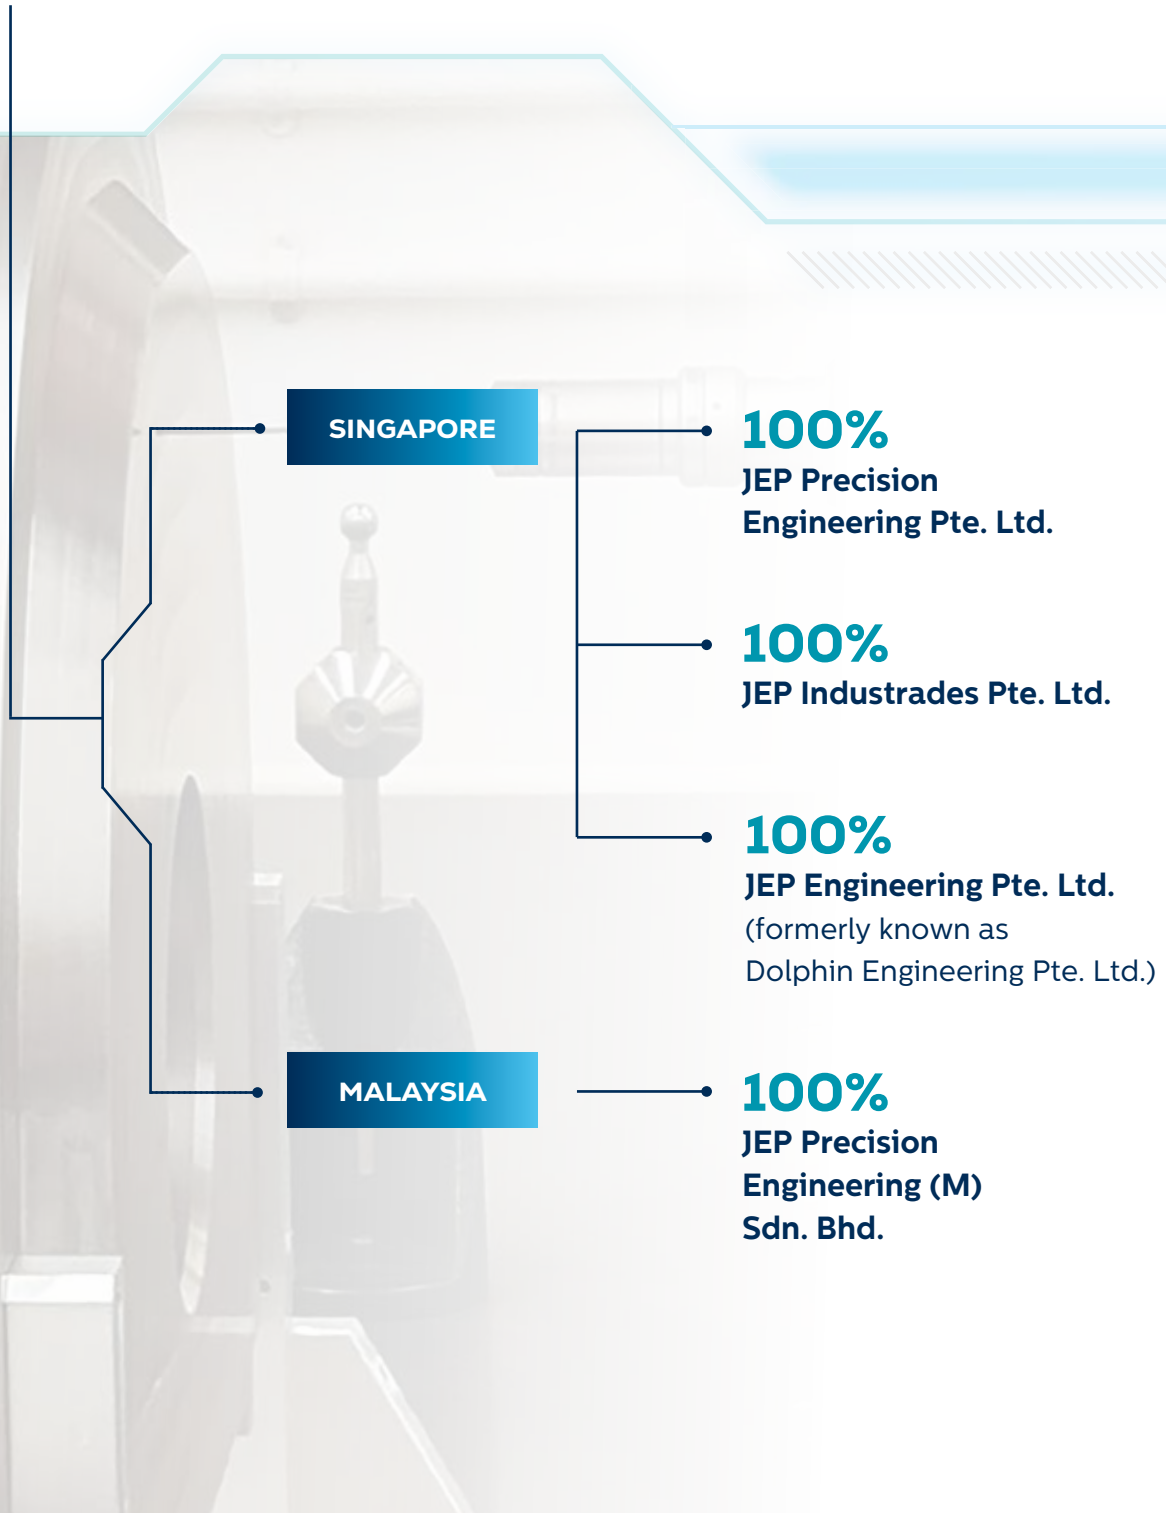 SINGAPORE
100%
JEP Precision
Engineering Pte. Ltd.
100%
JEP Industrades Pte. Ltd.
100%
JEP Engineering Pte. Ltd.
(formerly known as
Dolphin Engineering Pte. Ltd.)
MALAYSIA
100%
JEP Precision
Engineering (M)
Sdn. Bhd.